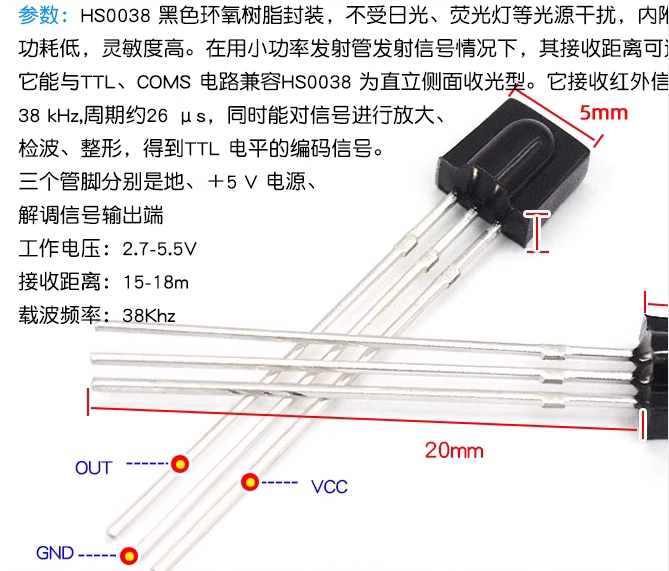 参数：HS0038 黑色环氧树脂封装，不受日光、荧光灯等光源干扰，内附
功耗低，灵敏度高。在用小功率发射管发射信号情况下，其接收距离可
它能与TTL、COMS 电路兼容HS0038 为直立侧面收光型。它接收红外信
38 kHz,周期约26 μs，同时能对信号进行放大、
5mm
检波、整形，得到TTL 电平的编码信号。
三个管脚分别是地、＋5 V 电源、
解调信号输出端
工作电压：2.7-5.5V
接收距离：15-18m
载波频率：38Khz
20mm
OUT
VCC
GND